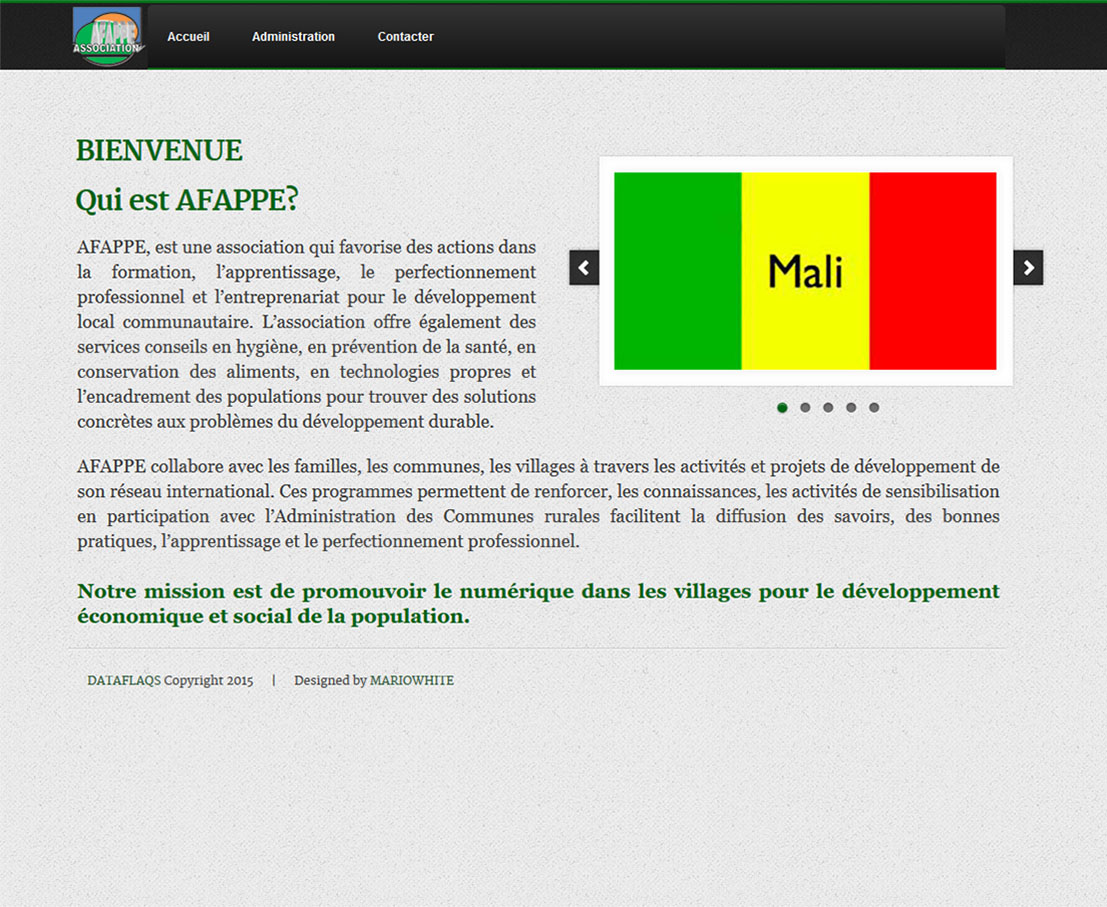 AFAPPE
ASSOCIATION
Accueil Administration Contacter
BIENVENUE
Qui est AFAPPE?
AFAPPE, est une association qui favorise des actions dans
la formation, l'apprentissage, le perfectionnement
professionnel et l'entreprenariat pour le développement
local communautaire. L'association offre également des
services conseils en hygiène, en prévention de la santé, en
conservation des aliments, en technologies propres et
l'encadrement des populations pour trouver des solutions
concrètes aux problèmes du développement durable.
Mali
AFAPPE collabore avec les familles, les communes, les villages à travers les activités et projets de développement de
son réseau international. Ces programmes permettent de renforcer, les connaissances, les activités de sensibilisation
en participation avec l'Administration des Communes rurales facilitent la diffusion des savoirs, des bonnes
pratiques, l'apprentissage et le perfectionnement professionnel.
Notre mission est de promouvoir le numérique dans les villages pour le développement
économique et social de la population.
DATAFLAQS Copyright 2015 | Designed by MARIOWHITE